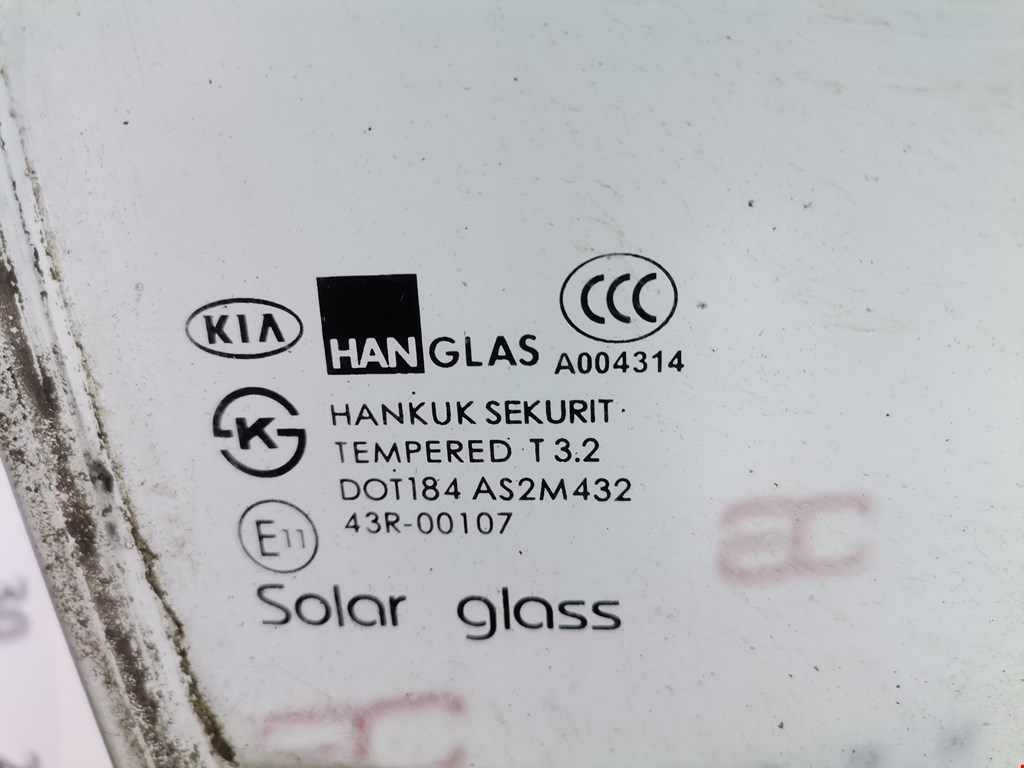 KIA HANGLAS CCC
A004314
K HANKUK SEKURIT
TEMPERED T 3.2
DOT184 AS2M432
E11 43R-00107
Solar glass